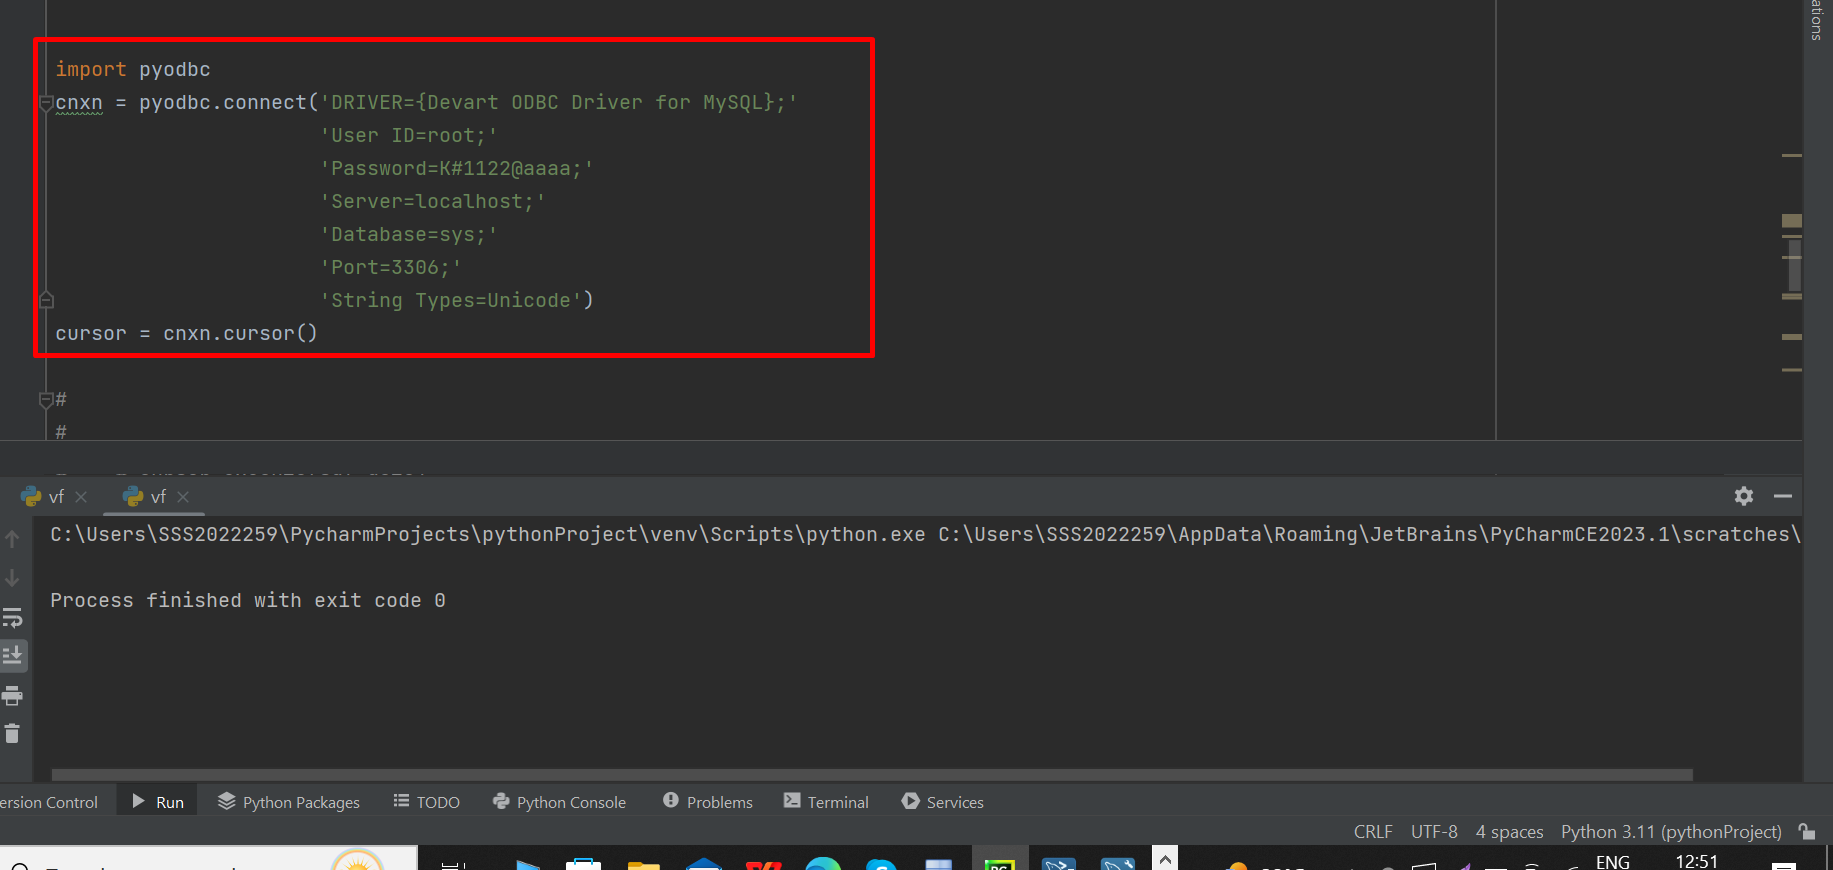 ations
import pyodbc
cnxn = pyodbc.connect('DRIVER={Devart ODBC Driver for MySQL};'
'User ID=root;'
'Password=K#1122@aaaa;'
'Server=localhost;'
'Database=sys;'
'Port=3306;'
'String Types=Unicode')
cursor = cnxn.cursor()
#
#
vf vf
C:\Users\SSS2022259\PycharmProjects\pythonProject\venv\Scripts\python.exe C:\Users\SSS2022259\AppData\Roaming\JetBrains\PyCharmCE2023.1\scratches\
Process finished with exit code 0
ersion Control Run Python Packages TODO Python Console Problems Terminal Services
CRLF UTF-8 4 spaces Python 3.11 (pythonProject)
ENG 12:51